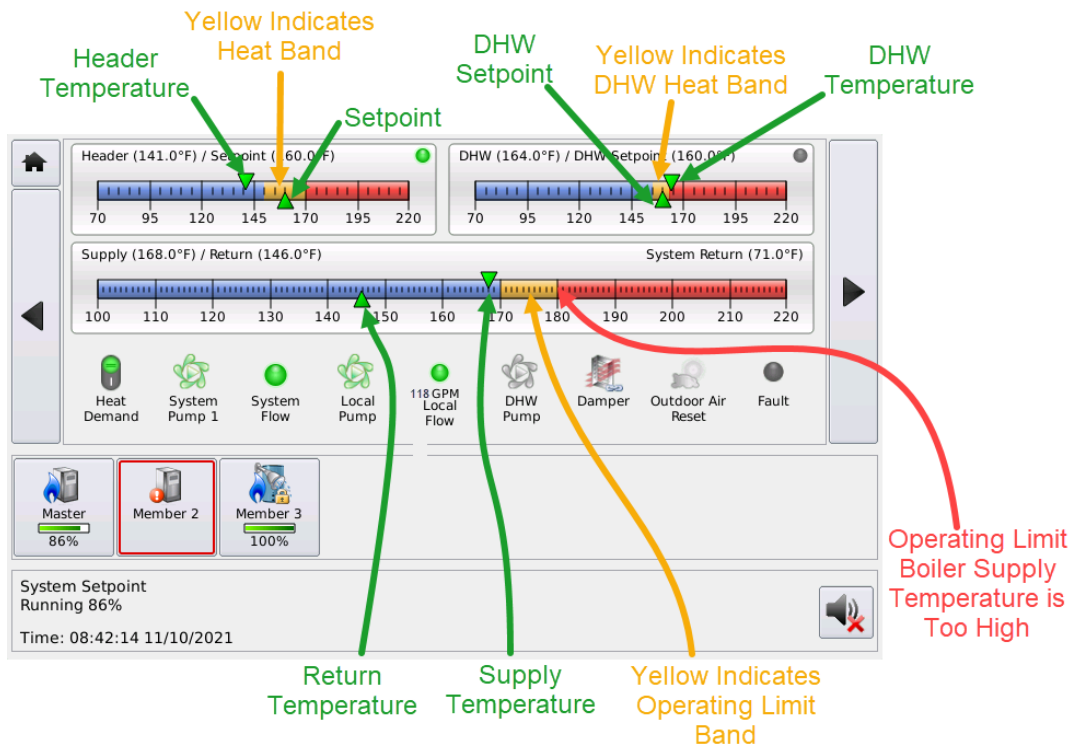 Yellow Indicates
Heat Band
Header
Temperature
Setpoint
DHW
Setpoint
Yellow Indicates
DHW Heat Band
DHW
Temperature
Header (141.0°F) / Setpoint (160.0°F)
70 95 120 145 170 195 220
DHW (164.0°F) / DHW Setpoint (160.0°F)
70 95 120 145 170 195 220
Supply (168.0°F) / Return (146.0°F)
System Return (71.0°F)
100 110 120 130 140 150 160 170 180 190 200 210 220
Heat
Demand
System
Pump 1
System
Flow
Local
Pump
118 GPM
Local
Flow
DHW
Pump
Damper
Outdoor Air
Reset
Fault
Master
86%
Member 2
Member 3
100%
Operating Limit
Boiler Supply
Temperature is
Too High
System Setpoint
Running 86%
Time: 08:42:14 11/10/2021
Return
Temperature
Supply
Temperature
Yellow Indicates
Operating Limit
Band